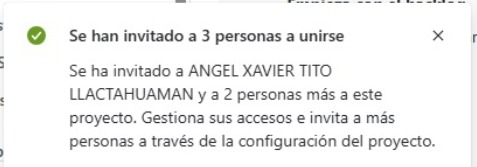 Se han invitado a 3 personas a unirse
Se ha invitado a ANGEL XAVIER TITO
LLACTAHUAMAN y a 2 personas más a este
proyecto. Gestiona sus accesos e invita a más
personas a través de la configuración del proyecto.